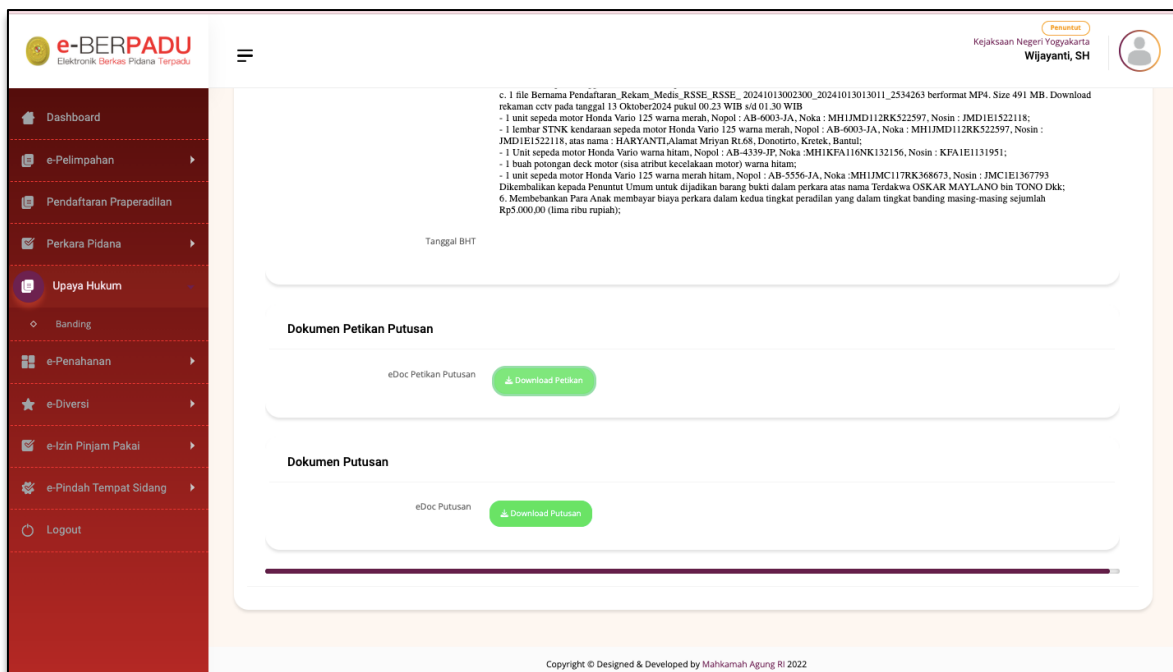 e-BERPADU
Elektronik Berkas Pidana Terpadu
Penuntut
Kejaksaan Negeri Yogyakarta
Wijayanti, SH
Dashboard
e-Pelimpahan
Pendaftaran Praperadilan
Perkara Pidana
Upaya Hukum
Banding
e-Penahanan
e-Diversi
e-Izin Pinjam Pakai
e-Pindah Tempat Sidang
Logout
c. 1 file Bernama Pendaftaran_Rekam_Medis_RSSE_RSSE_ 20241013002300_20241013013011_2534263 berformat MP4. Size 491 MB. Download
rekaman cctv pada tanggal 13 Oktober2024 pukul 00.23 WIB s/d 01.30 WIB
- 1 unit sepeda motor Honda Vario 125 warna merah, Nopol : AB-6003-JA, Noka : MH1JMD112RK522597, Nosin : JMD1E1522118;
- 1 lembar STNK kendaraan sepeda motor Honda Vario 125 warna merah, Nopol : AB-6003-JA, Noka : MH1JMD112RK522597, Nosin :
JMD1E1522118, atas nama : HARYANTI,Alamat Mriyan Rt.68, Donotirto, Kretek, Bantul;
- 1 Unit sepeda motor Honda Vario warna hitam, Nopol : AB-4339-JP, Noka :MH1KFA116NK132156, Nosin : KFA1E1131951;
- 1 buah potongan deck motor (sisa atribut kecelakaan motor) warna hitam;
- 1 unit sepeda motor Honda Vario 125 warna merah hitam, Nopol : AB-5556-JA, Noka :MH1JMC117RK368673, Nosin : JMC1E1367793
Dikembalikan kepada Penuntut Umum untuk dijadikan barang bukti dalam perkara atas nama Terdakwa OSKAR MAYLANO bin TONO Dkk;
6. Membebankan Para Anak membayar biaya perkara dalam kedua tingkat peradilan yang dalam tingkat banding masing-masing sejumlah
Rp5.000,00 (lima ribu rupiah);
Tanggal BHT
Dokumen Petikan Putusan
eDoc Petikan Putusan
Download Petikan
Dokumen Putusan
eDoc Putusan
Download Putusan
Copyright © Designed & Developed by Mahkamah Agung RI 2022